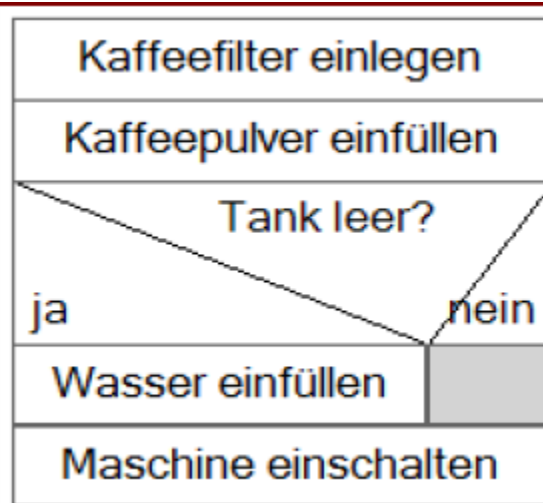 Kaffeefilter einlegen
Kaffeepulver einfüllen
Tank leer?
ja nein
Wasser einfüllen
Maschine einschalten